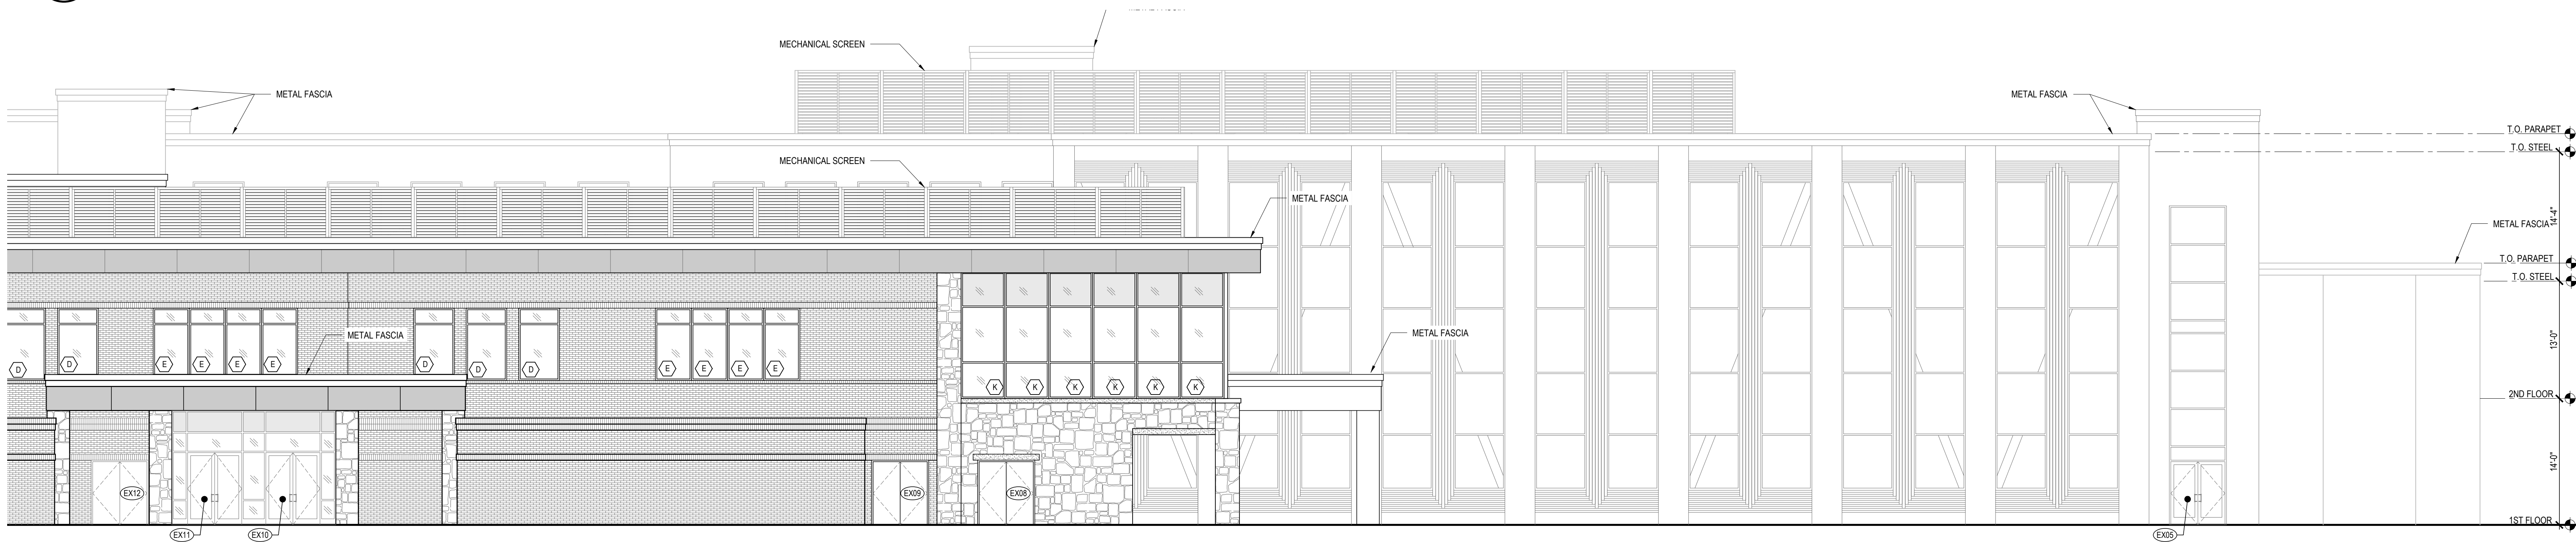 MECHANICAL SCREEN
METAL FASCIA
METAL FASCIA
T.O. PARAPET
T.O. STEEL
MECHANICAL SCREEN
METAL FASCIA
14'-4"
METAL FASCIA
T.O. PARAPET
T.O. STEEL
METAL FASCIA
METAL FASCIA
13'-0"
D
D
E
E
E
E
D
D
D
E
E
E
E
K
K
K
K
K
K
2ND FLOOR
14'-0"
EX12
EX09
EX08
1ST FLOOR
EX11
EX10
EX05